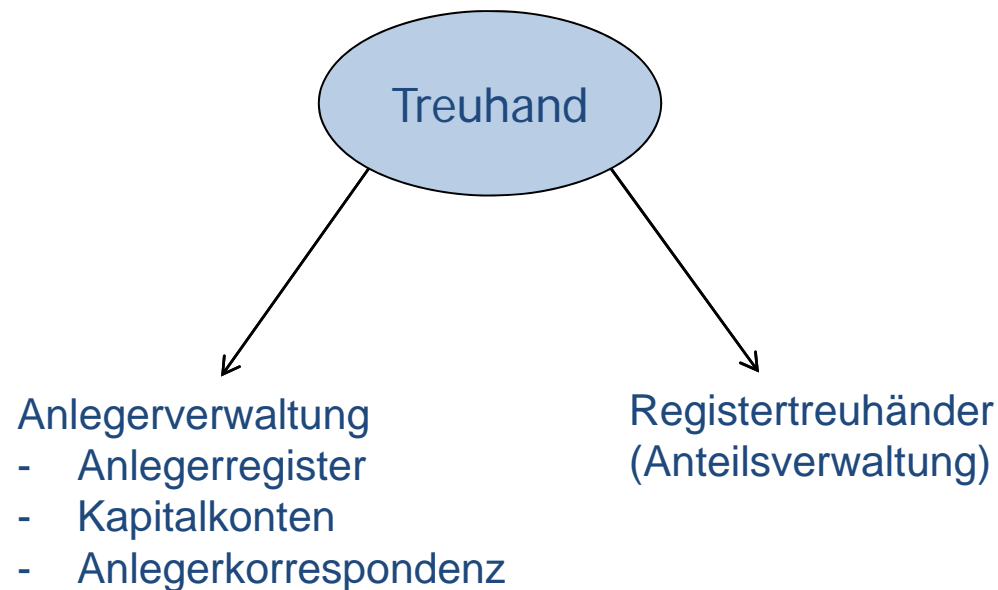 Treuhand
Anlegerverwaltung
- Anlegerregister
- Kapitalkonten
- Anlegerkorrespondenz
Registertreuhänder
(Anteilsverwaltung)